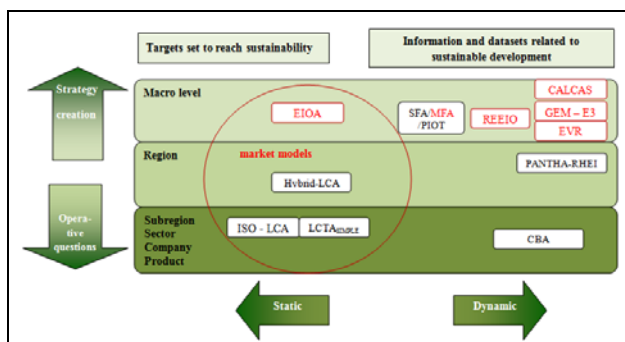 Targets set to reach sustainability
Information and datasets related to
sustainable development
Strategy
creation
Macro level
EIOA
SFA/MFA
/PIOT
REEIO
CALCAS
GEM – E3
EVR
Region
market models
Hybrid-LCA
PANTHA-RHEI
Opera-
tive
questions
Subregion
Sector
Company
Product
ISO - LCA
LCTA
CBA
Static
Dynamic